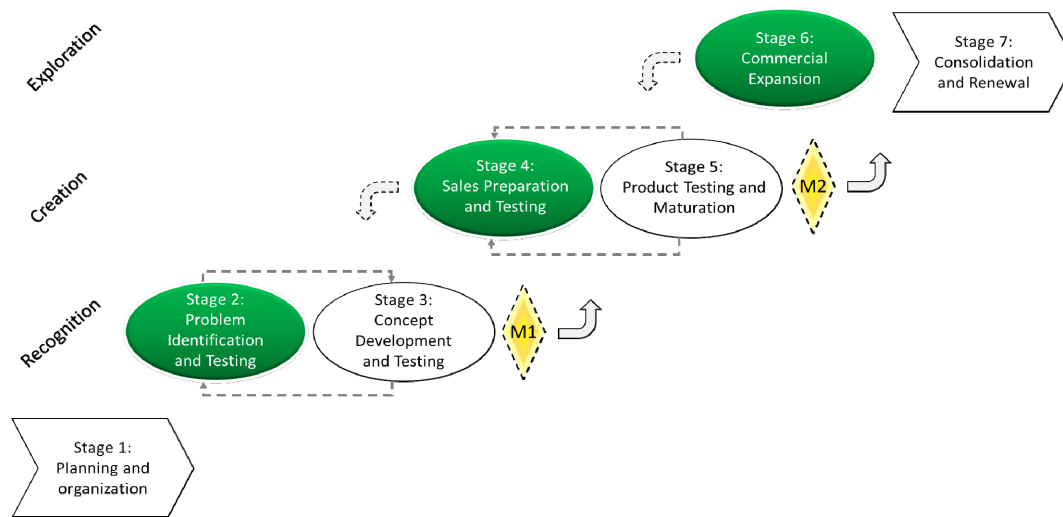 Exploration
Stage 6:
Commercial
Expansion
Stage 7:
Consolidation
and Renewal
Creation
Stage 4:
Sales Preparation
and Testing
Stage 5:
Product Testing and
Maturation
M2
Recognition
Stage 2:
Problem
Identification
and Testing
Stage 3:
Concept
Development
and Testing
M1
Stage 1:
Planning and
organization